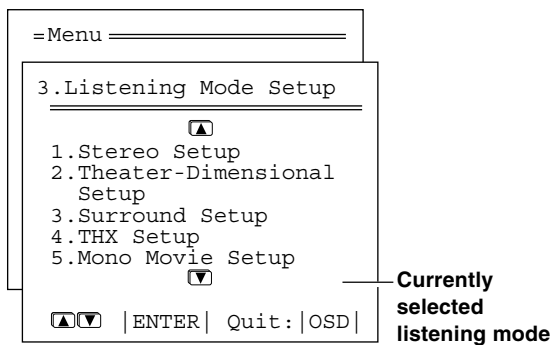 =Menu
3.Listening Mode Setup
▲
1.Stereo Setup
2.Theater-Dimensional
Setup
3.Surround Setup
4.THX Setup
5.Mono Movie Setup
▼
▲▼ |ENTER| Quit:|OSD|
Currently
selected
listening mode